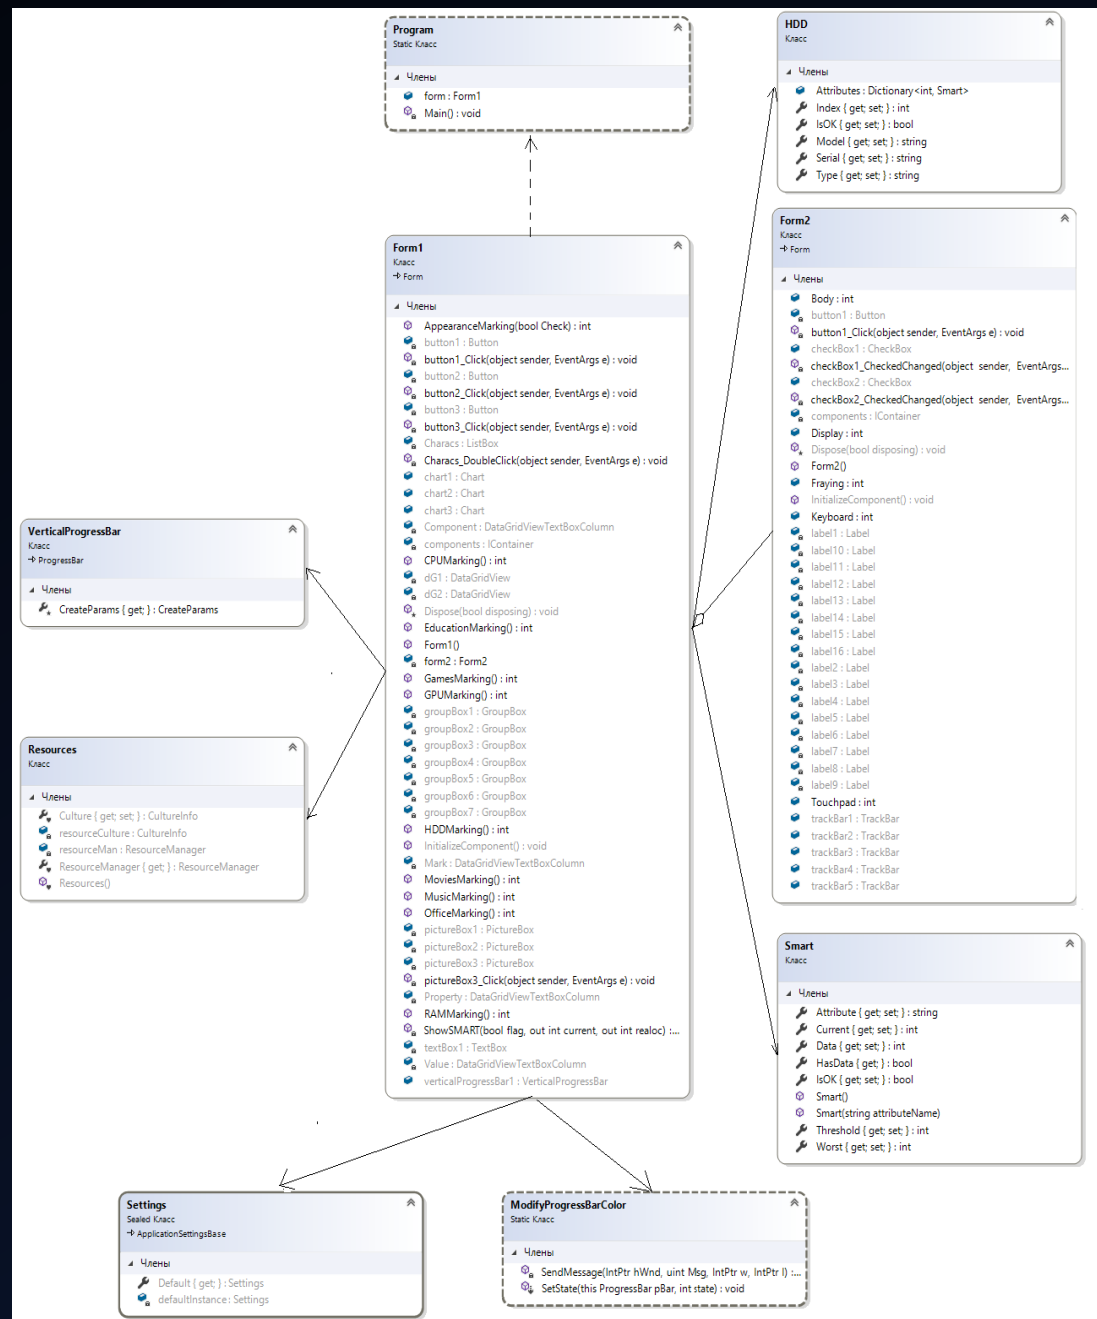 Program
Static Класс
Члены
form : Form1
Main() : void
HDD
Класс
Члены
Attributes : Dictionary<int, Smart>
Index { get; set; } : int
IsOK { get; set; } : bool
Model { get; set; } : string
Serial { get; set; } : string
Type { get; set; } : string
Form1
Класс
Form
Члены
AppearanceMarking(bool Check) : int
button1 : Button
button1_Click(object sender, EventArgs e) : void
button2 : Button
button2_Click(object sender, EventArgs e) : void
button3 : Button
button3_Click(object sender, EventArgs e) : void
Characs : ListBox
Characs_DoubleClick(object sender, EventArgs e) : void
chart1 : Chart
chart2 : Chart
chart3 : Chart
Component : DataGridViewTextBoxColumn
components : IContainer
CPUMarking() : int
dG1 : DataGridView
dG2 : DataGridView
Dispose(bool disposing) : void
EducationMarking() : int
Form1()
form2 : Form2
GamesMarking() : int
GPUMarking() : int
groupBox1 : GroupBox
groupBox2 : GroupBox
groupBox3 : GroupBox
groupBox4 : GroupBox
groupBox5 : GroupBox
groupBox6 : GroupBox
groupBox7 : GroupBox
HDDMarking() : int
InitializeComponent() : void
Mark : DataGridViewTextBoxColumn
MoviesMarking() : int
MusicMarking() : int
OfficeMarking() : int
pictureBox1 : PictureBox
pictureBox2 : PictureBox
pictureBox3 : PictureBox
pictureBox3_Click(object sender, EventArgs e) : void
Property : DataGridViewTextBoxColumn
RAMMarking() : int
ShowSMART(bool flag, out int current, out int realoc) :...
textBox1 : TextBox
Value : DataGridViewTextBoxColumn
verticalProgressBar1 : VerticalProgressBar
Form2
Класс
Form
Члены
Body : int
button1 : Button
button1_Click(object sender, EventArgs e) : void
checkBox1 : CheckBox
checkBox1_CheckedChanged(object sender, EventArgs...
checkBox2 : CheckBox
checkBox2_CheckedChanged(object sender, EventArgs...
components : IContainer
Display : int
Dispose(bool disposing) : void
Form2()
Fraying : int
InitializeComponent() : void
Keyboard : int
label1 : Label
label10 : Label
label11 : Label
label12 : Label
label13 : Label
label14 : Label
label15 : Label
label16 : Label
label2 : Label
label3 : Label
label4 : Label
label5 : Label
label6 : Label
label7 : Label
label8 : Label
label9 : Label
Touchpad : int
trackBar1 : TrackBar
trackBar2 : TrackBar
trackBar3 : TrackBar
trackBar4 : TrackBar
trackBar5 : TrackBar
VerticalProgressBar
Класс
ProgressBar
Члены
CreateParams { get; } : CreateParams
Resources
Класс
Члены
Culture { get; set; } : CultureInfo
resourceCulture : CultureInfo
resourceMan : ResourceManager
ResourceManager { get; } : ResourceManager
Resources()
Smart
Класс
Члены
Attribute { get; set; } : string
Current { get; set; } : int
Data { get; set; } : int
HasData { get; } : bool
IsOK { get; set; } : bool
Smart()
Smart(string attributeName)
Threshold { get; set; } : int
Worst { get; set; } : int
Settings
Sealed Класс
ApplicationSettingsBase
Члены
Default { get; } : Settings
defaultInstance : Settings
ModifyProgressBarColor
Static Класс
Члены
SendMessage(IntPtr hWnd, uint Msg, IntPtr w, IntPtr l) :...
SetState(this ProgressBar pBar, int state) : void